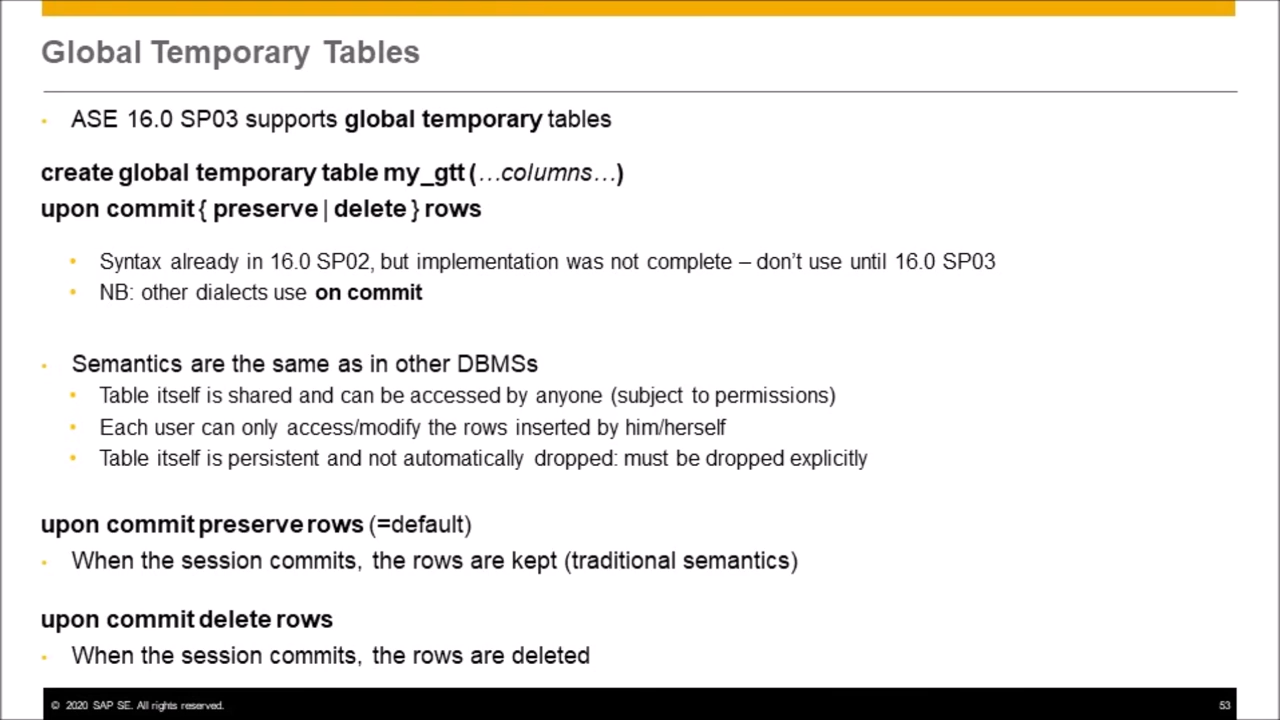 Global Temporary Tables
• ASE 16.0 SP03 supports global temporary tables
create global temporary table my_gtt (…columns…)
upon commit { preserve | delete } rows
• Syntax already in 16.0 SP02, but implementation was not complete – don’t use until 16.0 SP03
• NB: other dialects use on commit
• Semantics are the same as in other DBMSs
• Table itself is shared and can be accessed by anyone (subject to permissions)
• Each user can only access/modify the rows inserted by him/herself
• Table itself is persistent and not automatically dropped: must be dropped explicitly
upon commit preserve rows (=default)
• When the session commits, the rows are kept (traditional semantics)
upon commit delete rows
• When the session commits, the rows are deleted
© 2020 SAP SE. All rights reserved. 53